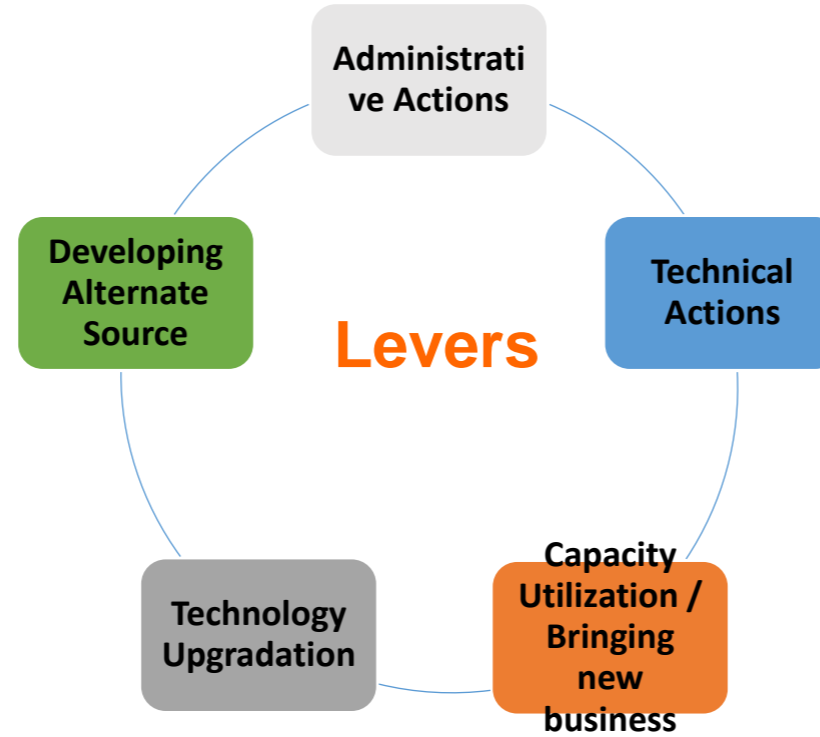 Administrati
ve Actions
Developing
Alternate
Source
Technical
Actions
Levers
Technology
Upgradation
Capacity
Utilization /
Bringing
new
business